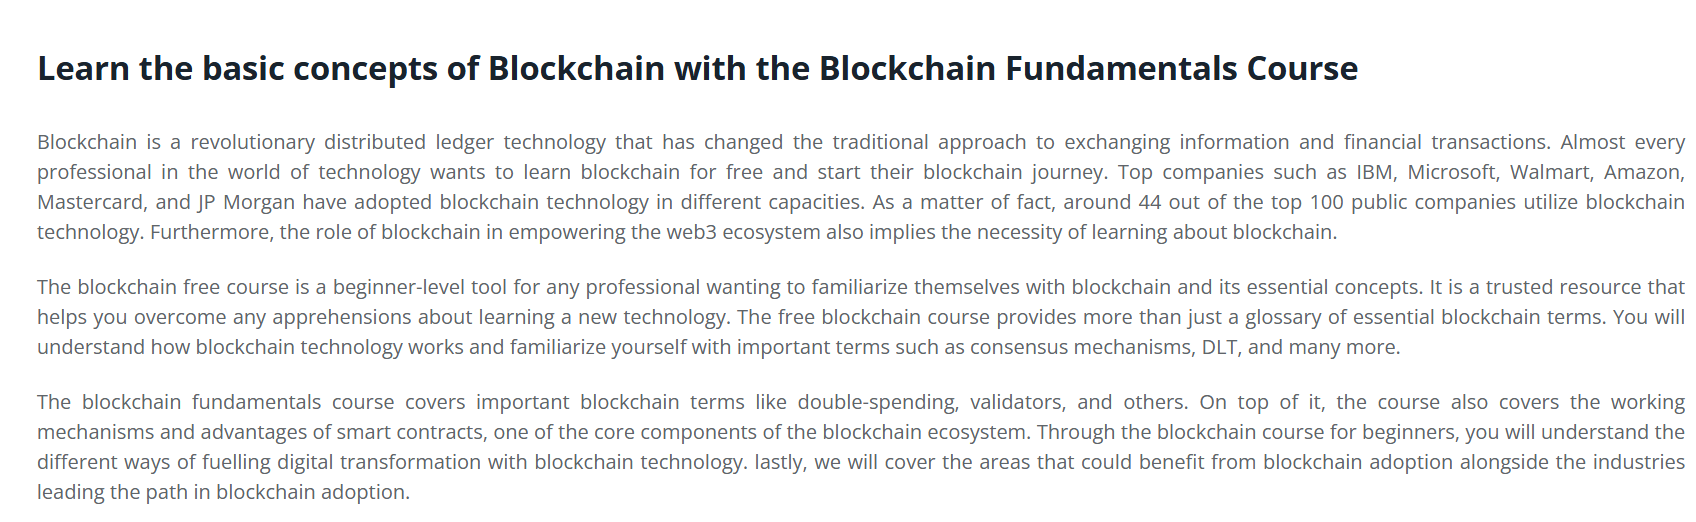 Learn the basic concepts of Blockchain with the Blockchain Fundamentals Course
Blockchain is a revolutionary distributed ledger technology that has changed the traditional approach to exchanging information and financial transactions. Almost every
professional in the world of technology wants to learn blockchain for free and start their blockchain journey. Top companies such as IBM, Microsoft, Walmart, Amazon,
Mastercard, and JP Morgan have adopted blockchain technology in different capacities. As a matter of fact, around 44 out of the top 100 public companies utilize blockchain
technology. Furthermore, the role of blockchain in empowering the web3 ecosystem also implies the necessity of learning about blockchain.
The blockchain free course is a beginner-level tool for any professional wanting to familiarize themselves with blockchain and its essential concepts. It is a trusted resource that
helps you overcome any apprehensions about learning a new technology. The free blockchain course provides more than just a glossary of essential blockchain terms. You will
understand how blockchain technology works and familiarize yourself with important terms such as consensus mechanisms, DLT, and many more.
The blockchain fundamentals course covers important blockchain terms like double-spending, validators, and others. On top of it, the course also covers the working
mechanisms and advantages of smart contracts, one of the core components of the blockchain ecosystem. Through the blockchain course for beginners, you will understand the
different ways of fuelling digital transformation with blockchain technology. lastly, we will cover the areas that could benefit from blockchain adoption alongside the industries
leading the path in blockchain adoption.